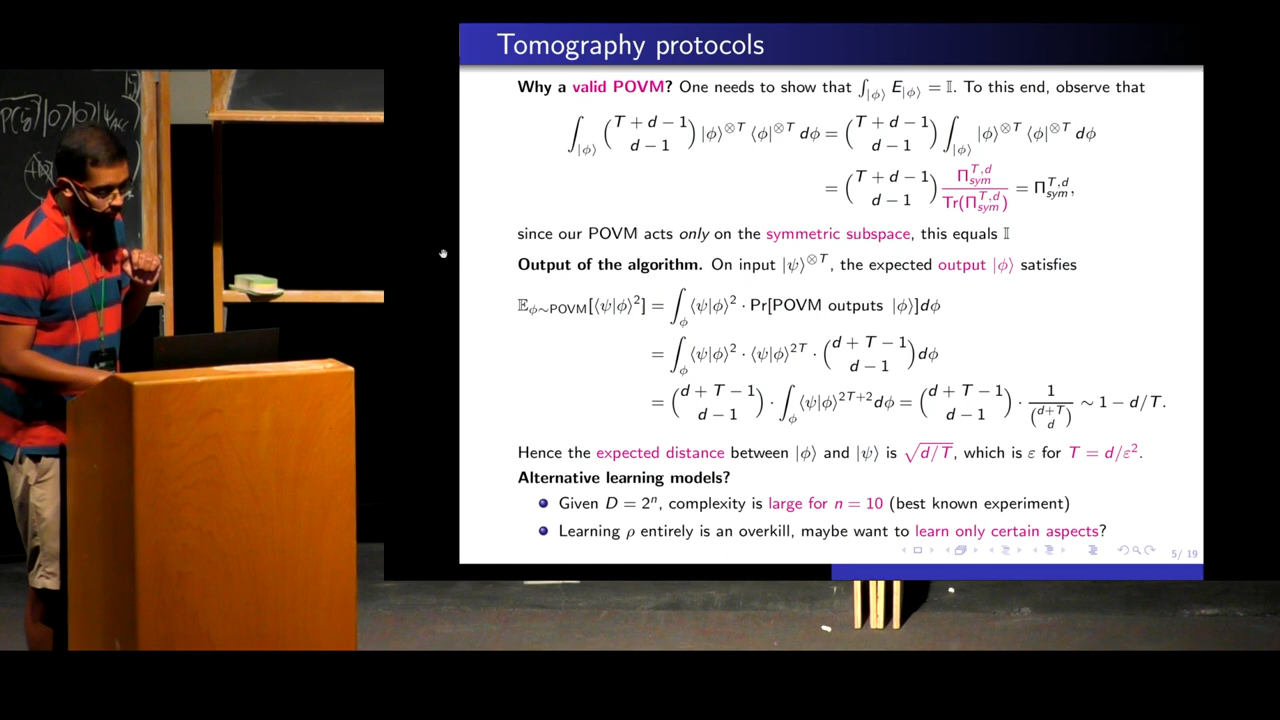 P(5)|0⟩|0⟩|ψ
Tomography protocols
Why a valid POVM? One needs to show that ∫_{|ϕ⟩} E_{|ϕ⟩} = 𝕀. To this end, observe that
∫_{|ϕ⟩} (T + d − 1 choose d − 1) |ϕ⟩^{⊗T} ⟨ϕ|^{⊗T} dϕ = (T + d − 1 choose d − 1) ∫_{|ϕ⟩} |ϕ⟩^{⊗T} ⟨ϕ|^{⊗T} dϕ
= (T + d − 1 choose d − 1) Π_{sym}^{T,d} / Tr(Π_{sym}^{T,d}) = Π_{sym}^{T,d},
since our POVM acts only on the symmetric subspace, this equals 𝕀
Output of the algorithm. On input |ψ⟩^{⊗T}, the expected output |ϕ⟩ satisfies
𝔼_{ϕ∼POVM}[⟨ψ|ϕ⟩²] = ∫_ϕ ⟨ψ|ϕ⟩² · Pr[POVM outputs |ϕ⟩]dϕ
= ∫_ϕ ⟨ψ|ϕ⟩² · ⟨ψ|ϕ⟩^{2T} · (d + T − 1 choose d − 1) dϕ
= (d + T − 1 choose d − 1) · ∫_ϕ ⟨ψ|ϕ⟩^{2T+2} dϕ = (d + T − 1 choose d − 1) · 1 / (d+T choose d) ∼ 1 − d/T.
Hence the expected distance between |ϕ⟩ and |ψ⟩ is √(d/T), which is ε for T = d/ε².
Alternative learning models?
Given D = 2ⁿ, complexity is large for n = 10 (best known experiment)
Learning ρ entirely is an overkill, maybe want to learn only certain aspects?
5/ 19